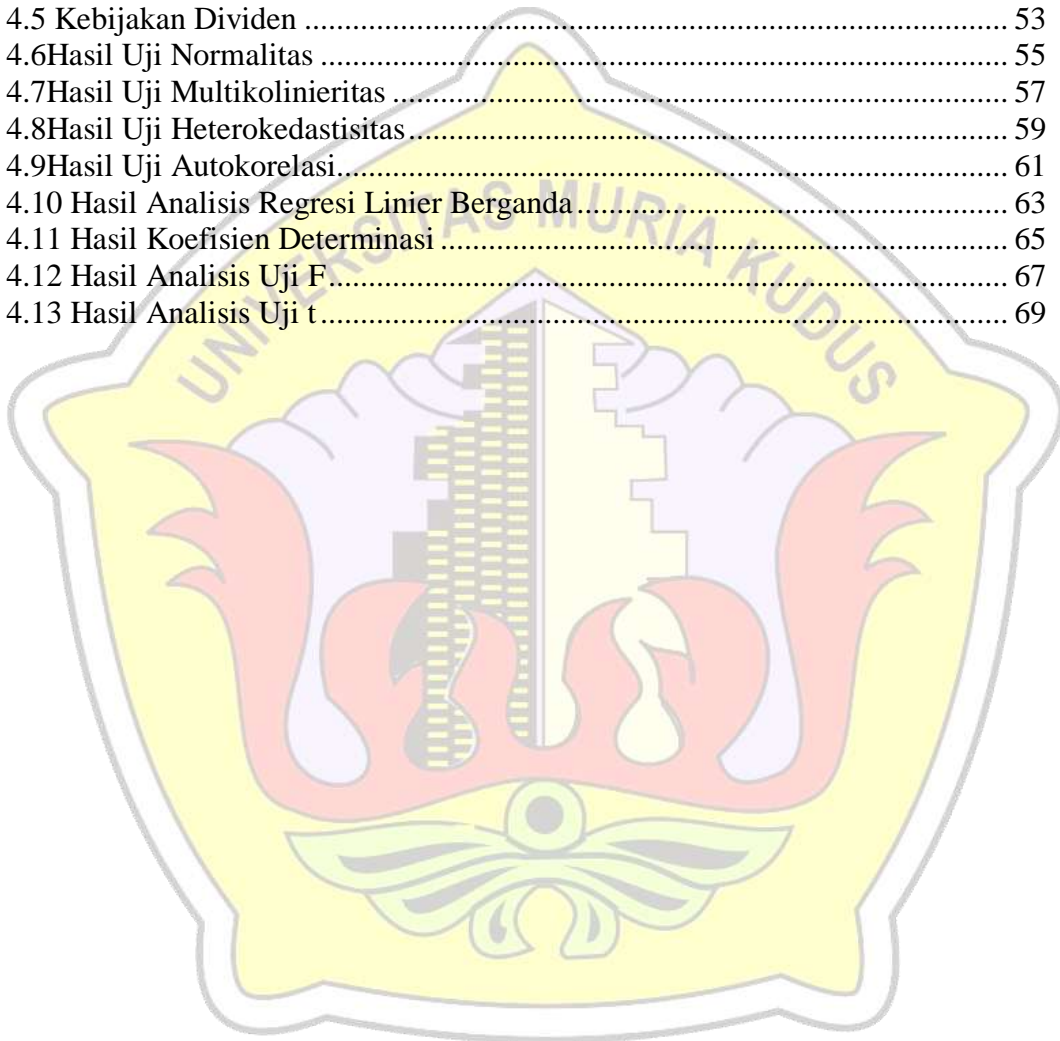 4.5 Kebijakan Dividen ........................................................................................... 53
4.6Hasil Uji Normalitas ......................................................................................... 55
4.7Hasil Uji Multikolinieritas ................................................................................ 57
4.8Hasil Uji Heterokedastisitas .............................................................................. 59
4.9Hasil Uji Autokorelasi....................................................................................... 61
4.10 Hasil Analisis Regresi Linier Berganda ......................................................... 63
4.11 Hasil Koefisien Determinasi .......................................................................... 65
4.12 Hasil Analisis Uji F........................................................................................ 67
4.13 Hasil Analisis Uji t ......................................................................................... 69
UNIVERSITAS MURIA KUDUS